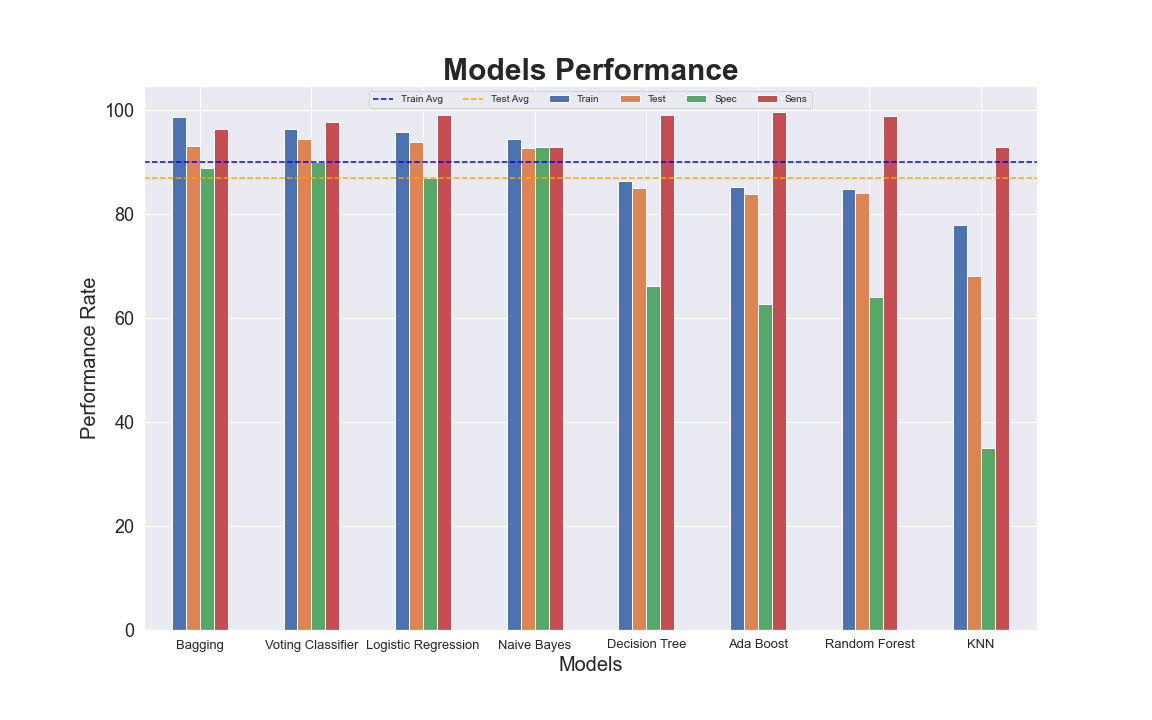 Models Performance
Train Avg Test Avg Train Test Spec Sens
100
80
60
40
20
0
Performance Rate
Bagging Voting Classifier Logistic Regression Naive Bayes Decision Tree Ada Boost Random Forest KNN
Models